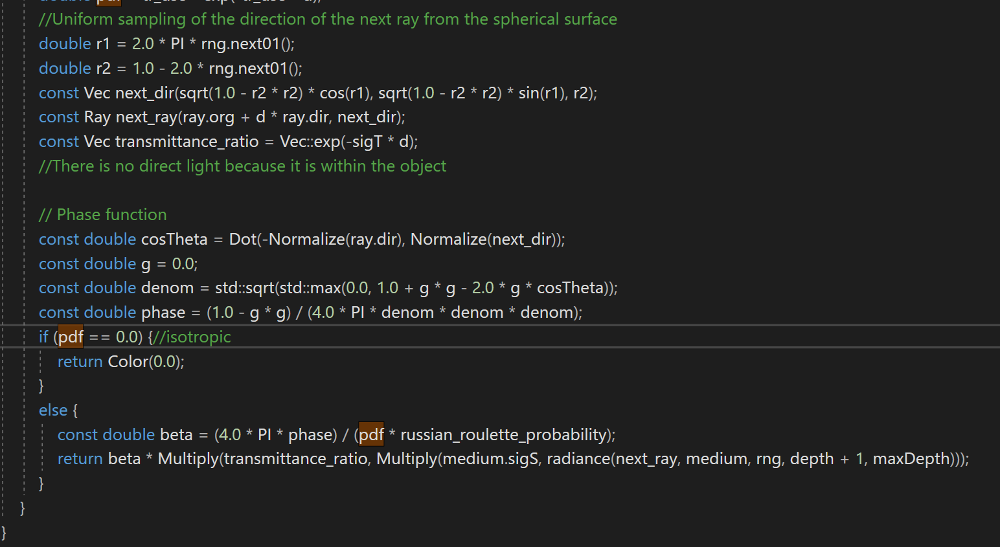 //Uniform sampling of the direction of the next ray from the spherical surface
double r1 = 2.0 * PI * rng.next01();
double r2 = 1.0 - 2.0 * rng.next01();
const Vec next_dir(sqrt(1.0 - r2 * r2) * cos(r1), sqrt(1.0 - r2 * r2) * sin(r1), r2);
const Ray next_ray(ray.org + d * ray.dir, next_dir);
const Vec transmittance_ratio = Vec::exp(-sigT * d);
//There is no direct light because it is within the object
// Phase function
const double cosTheta = Dot(-Normalize(ray.dir), Normalize(next_dir));
const double g = 0.0;
const double denom = std::sqrt(std::max(0.0, 1.0 + g * g - 2.0 * g * cosTheta));
const double phase = (1.0 - g * g) / (4.0 * PI * denom * denom * denom);
if (pdf == 0.0) {//isotropic
return Color(0.0);
}
else {
const double beta = (4.0 * PI * phase) / (pdf * russian_roulette_probability);
return beta * Multiply(transmittance_ratio, Multiply(medium.sigS, radiance(next_ray, medium, rng, depth + 1, maxDepth)));
}
}
}